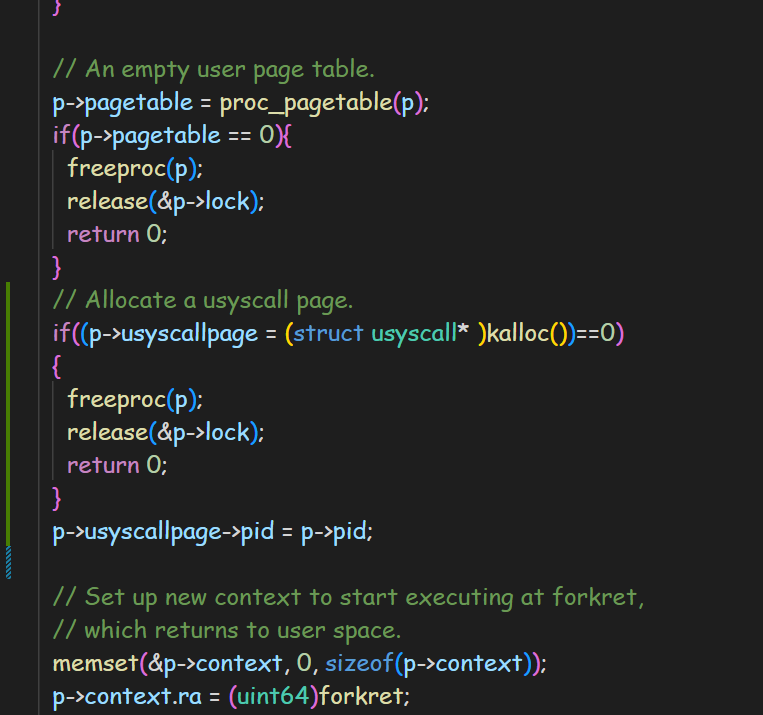 }
// An empty user page table.
p->pagetable = proc_pagetable(p);
if(p->pagetable == 0){
freeproc(p);
release(&p->lock);
return 0;
}
// Allocate a usyscall page.
if((p->usyscallpage = (struct usyscall* )kalloc())==0)
{
freeproc(p);
release(&p->lock);
return 0;
}
p->usyscallpage->pid = p->pid;
// Set up new context to start executing at forkret,
// which returns to user space.
memset(&p->context, 0, sizeof(p->context));
p->context.ra = (uint64)forkret;